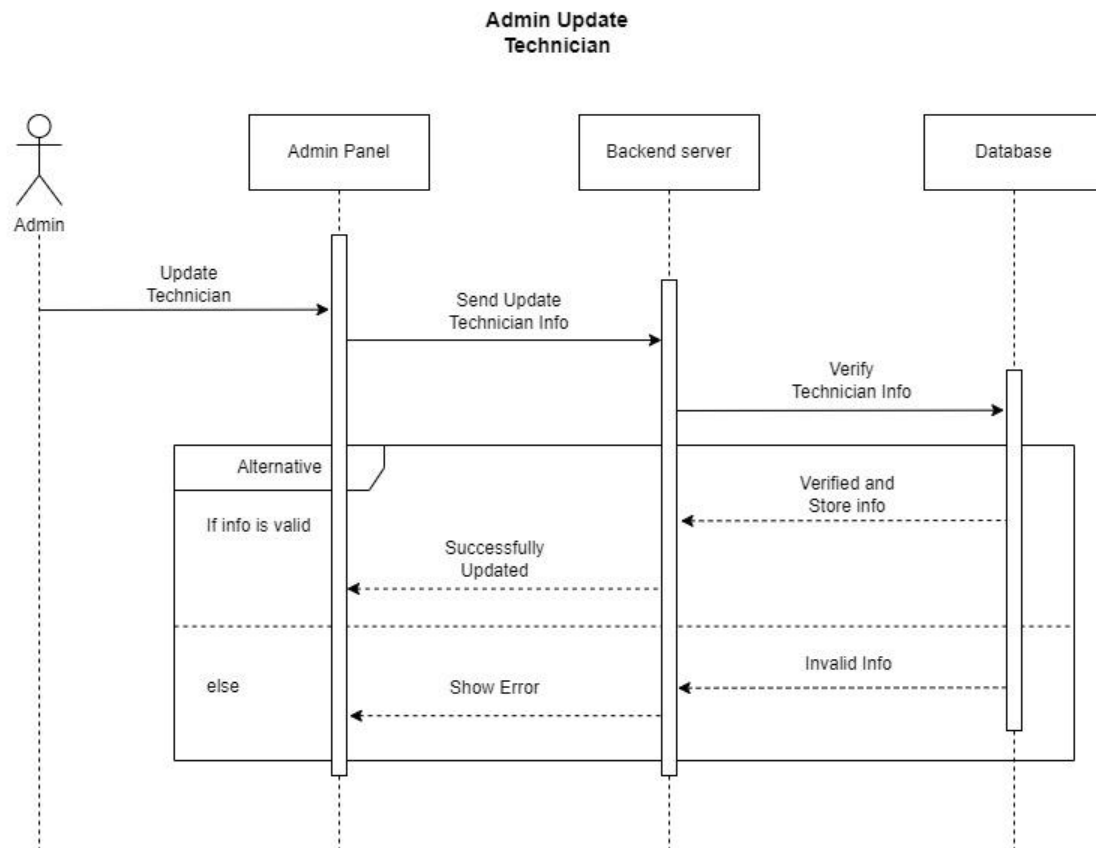 Admin Update
Technician
Admin Panel
Backend server
Database
Admin
Update
Technician
Send Update
Technician Info
Verify
Technician Info
Alternative
Verified and
Store info
If info is valid
Successfully
Updated
Invalid Info
else
Show Error